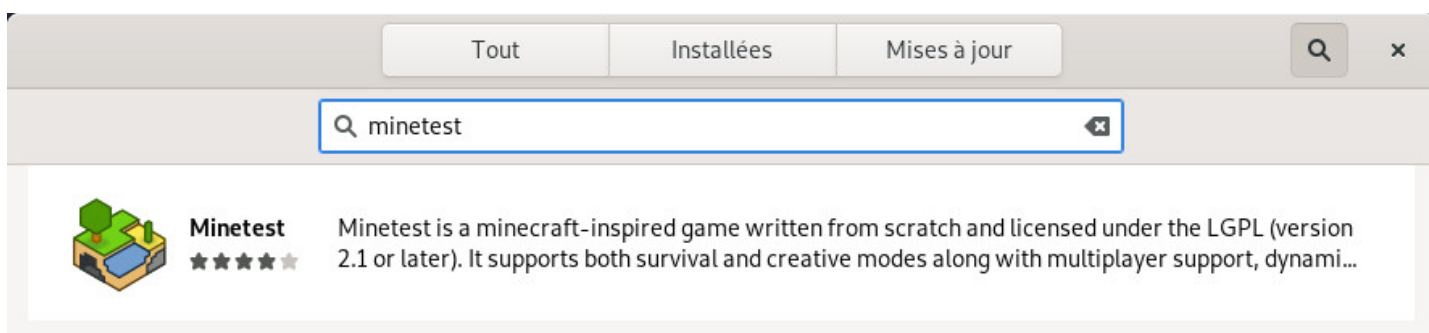 Tout Installées Mises à jour
minetest
Minetest
Minetest is a minecraft-inspired game written from scratch and licensed under the LGPL (version
2.1 or later). It supports both survival and creative modes along with multiplayer support, dynami...